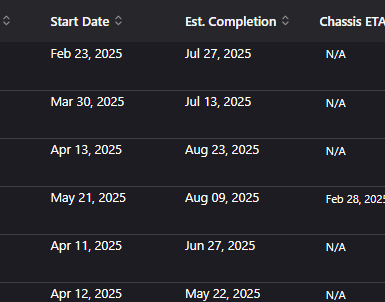 Start Date Est. Completion Chassis ETA
Feb 23, 2025 Jul 27, 2025 N/A
Mar 30, 2025 Jul 13, 2025 N/A
Apr 13, 2025 Aug 23, 2025 N/A
May 21, 2025 Aug 09, 2025 Feb 28, 2025
Apr 11, 2025 Jun 27, 2025 N/A
Apr 12, 2025 May 22, 2025 N/A